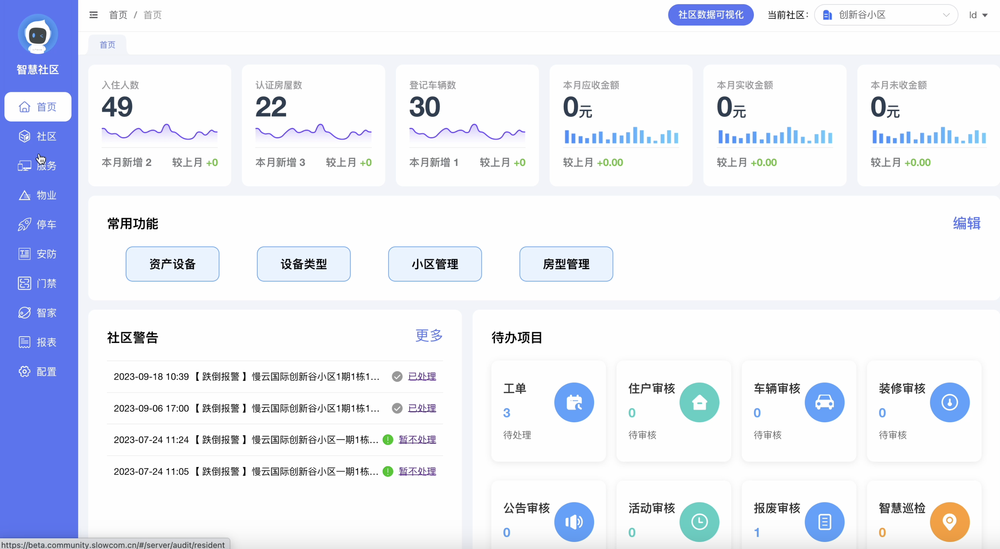 首页 / 首页
社区数据可视化
当前社区：
创新谷小区
ld
智慧社区
首页
社区
服务
物业
停车
安防
门禁
智家
报表
配置
首页
入住人数
49
本月新增 2 较上月 +0
认证房屋数
22
本月新增 3 较上月 +0
登记车辆数
30
本月新增 1 较上月 +0
本月应收金额
0元
较上月 +0.00
本月实收金额
0元
较上月 +0.00
本月未收金额
0元
较上月 +0.00
常用功能
编辑
资产设备
设备类型
小区管理
房型管理
社区警告
更多
2023-09-18 10:39 【 跌倒报警 】 慢云国际创新谷小区1期1栋1... 已处理
2023-09-06 17:00 【 跌倒报警 】 慢云国际创新谷小区1期1栋1... 已处理
2023-07-24 11:24 【 跌倒报警 】 慢云国际创新谷小区一期1栋... 暂不处理
2023-07-24 11:05 【 跌倒报警 】 慢云国际创新谷小区一期1栋... 暂不处理
待办项目
工单
3
待处理
住户审核
0
待审核
车辆审核
0
待审核
装修审核
0
待审核
公告审核
0
活动审核
0
报废审核
1
智慧巡检
0
https://beta.community.slowcom.cn/#/server/audit/resident